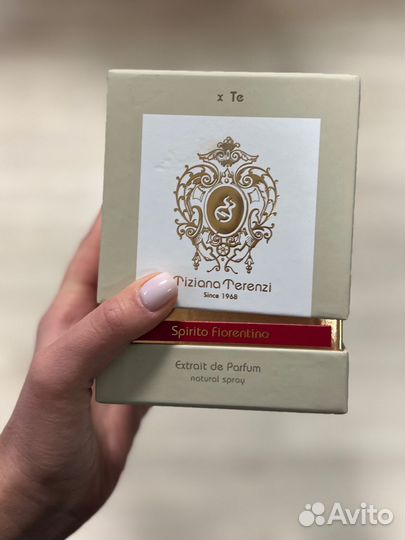 x Te
Tiziana Terenzi
Since 1968
Spirito Fiorentino
Extrait de Parfum
natural spray
Avito